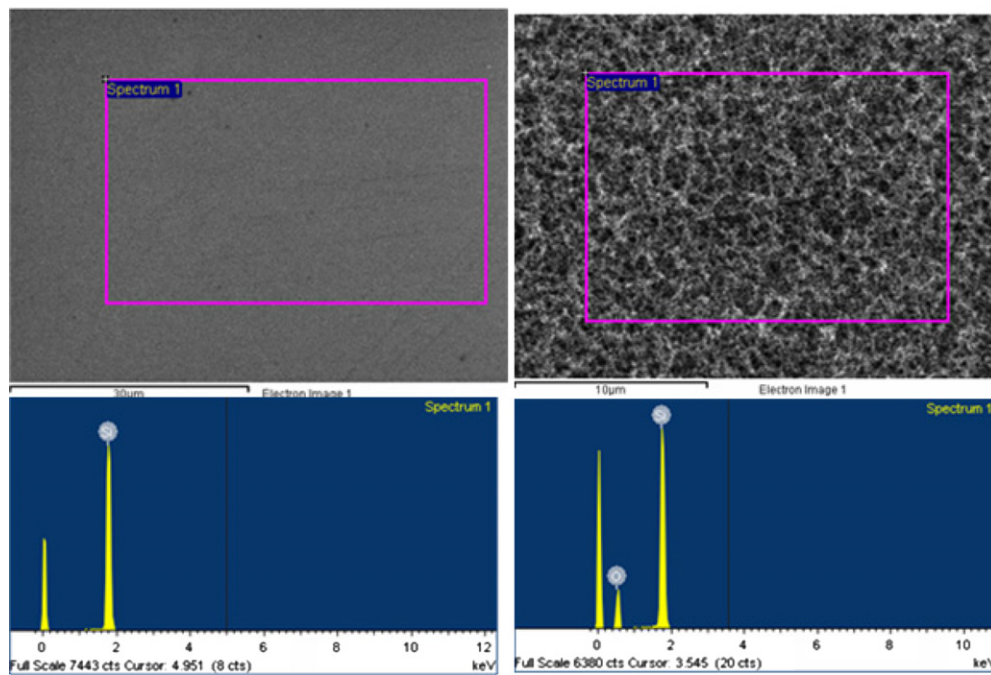 Spectrum 1
Spectrum 1
30µm Electron Image 1
10µm Electron Image 1
Spectrum 1
Si
0 2 4 6 8 10 12
Full Scale 7443 cts Cursor: 4.951 (8 cts) keV
Spectrum 1
Si
O
0 2 4 6 8 10
Full Scale 6380 cts Cursor: 3.545 (20 cts) keV